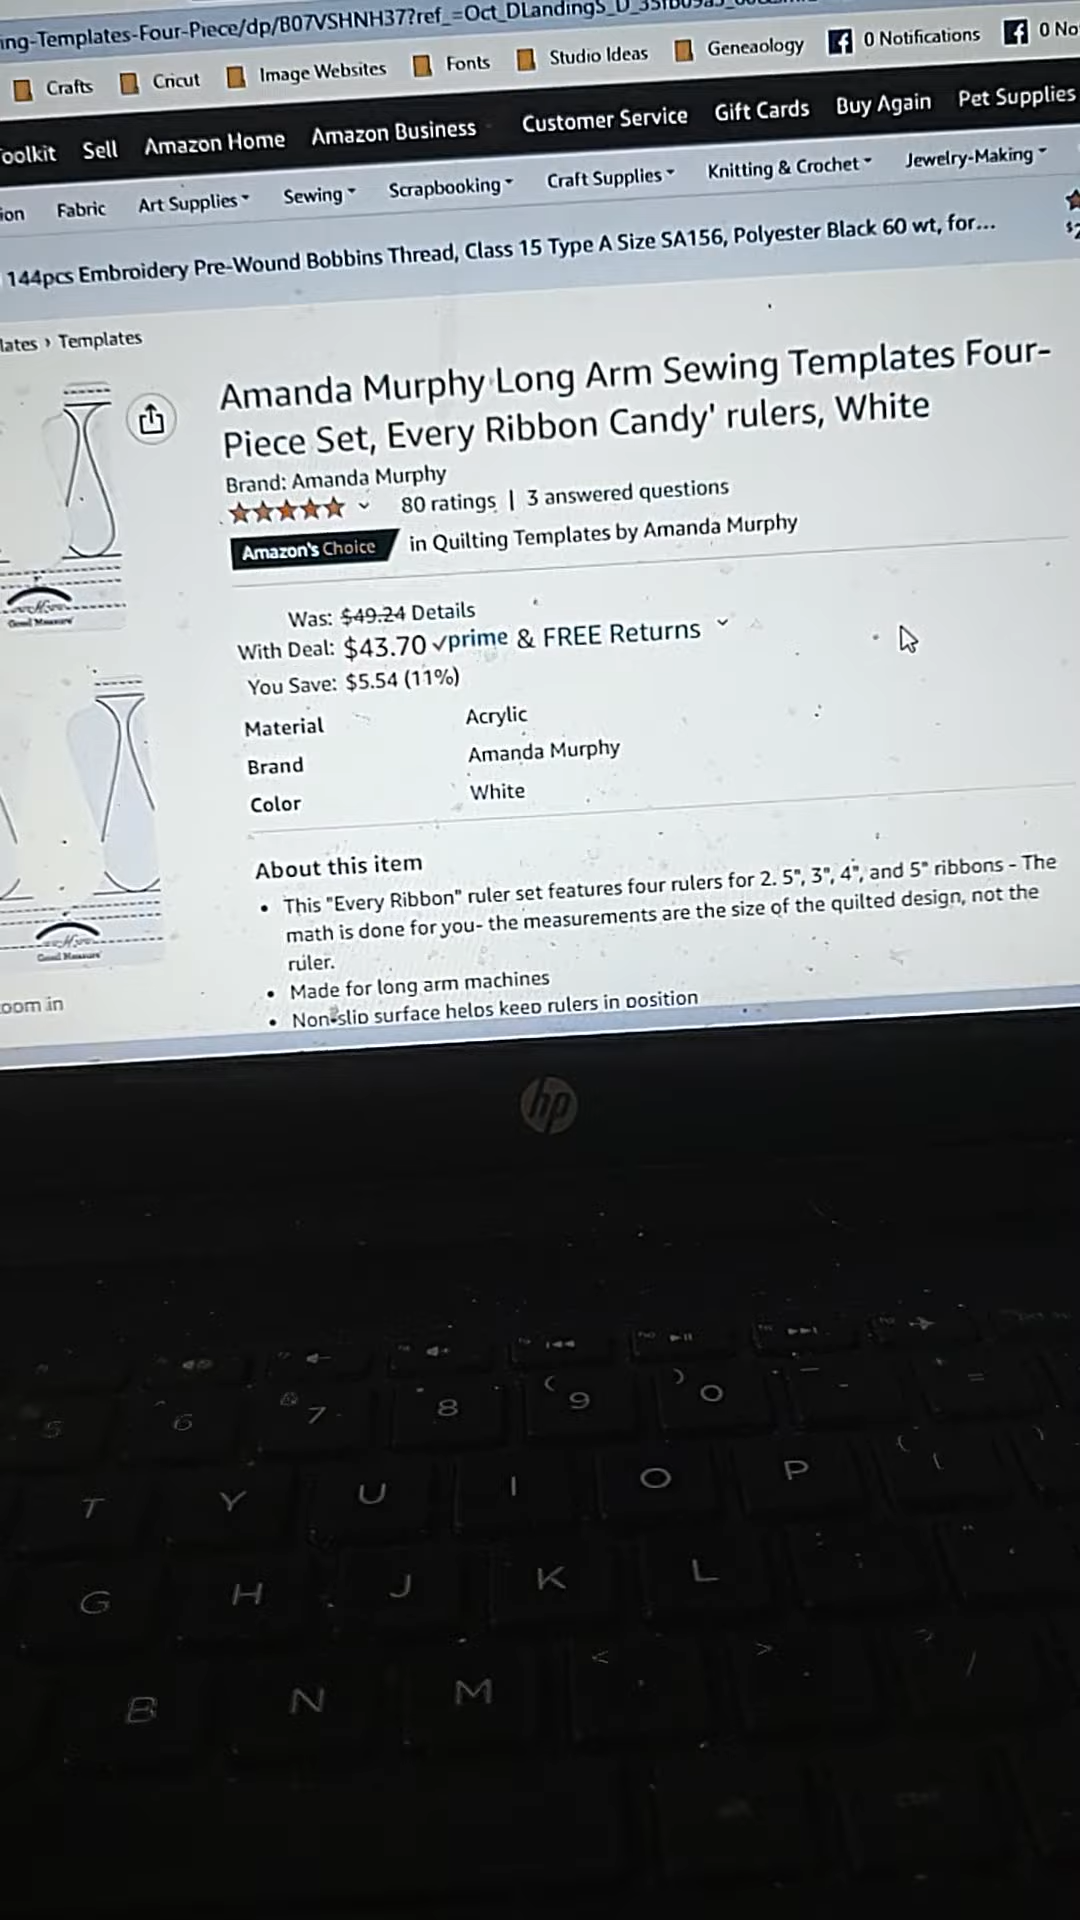 ing-Templates-Four-Piece/dp/B07VSHNH37?ref_=Oct_DLandingS_D_
Crafts Cricut Image Websites Fonts Studio Ideas Geneaology 0 Notifications 0 No
oolkit Sell Amazon Home Amazon Business Customer Service Gift Cards Buy Again Pet Supplies
ion Fabric Art Supplies Sewing Scrapbooking Craft Supplies Knitting & Crochet Jewelry-Making
144pcs Embroidery Pre-Wound Bobbins Thread, Class 15 Type A Size SA156, Polyester Black 60 wt, for...
lates › Templates
Amanda Murphy Long Arm Sewing Templates Four-
Piece Set, Every Ribbon Candy' rulers, White
Brand: Amanda Murphy
80 ratings | 3 answered questions
Amazon's Choice in Quilting Templates by Amanda Murphy
Was: $49.24 Details
With Deal: $43.70 ✓prime & FREE Returns
You Save: $5.54 (11%)
Material Acrylic
Brand Amanda Murphy
Color White
Good Measure
Good Measure
About this item
• This "Every Ribbon" ruler set features four rulers for 2. 5", 3", 4", and 5" ribbons - The
math is done for you- the measurements are the size of the quilted design, not the
ruler.
• Made for long arm machines
• Non-slip surface helps keep rulers in position
oom in
hp
5 6 7 8 ( 9 ) 0 - =
T Y U I O P
G H J K L : ;
B N M < > . ? /